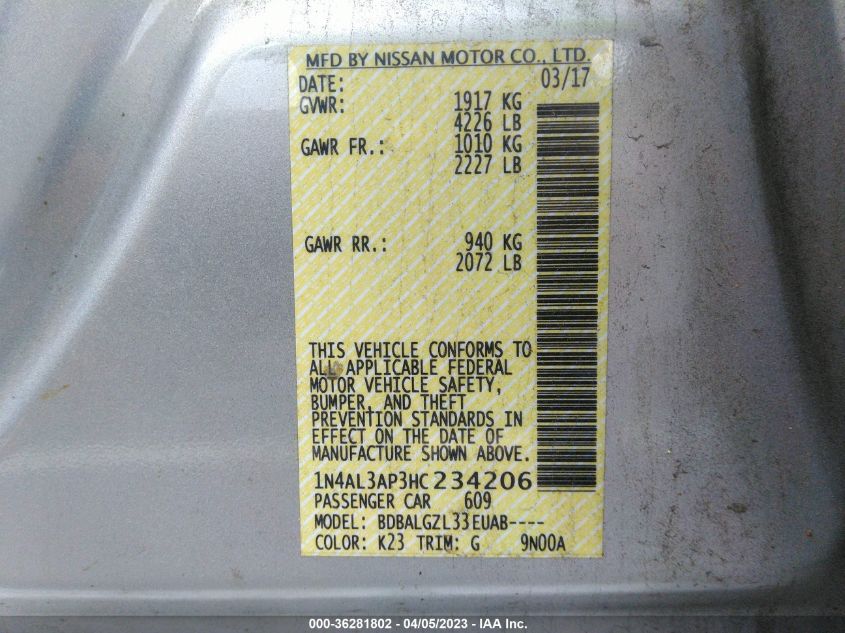 MFD BY NISSAN MOTOR CO., LTD.
DATE: 03/17
GVWR: 1917 KG
4226 LB
GAWR FR.: 1010 KG
2227 LB
GAWR RR.: 940 KG
2072 LB
THIS VEHICLE CONFORMS TO
ALL APPLICABLE FEDERAL
MOTOR VEHICLE SAFETY,
BUMPER, AND THEFT
PREVENTION STANDARDS IN
EFFECT ON THE DATE OF
MANUFACTURE SHOWN ABOVE.
1N4AL3AP3HC234206
PASSENGER CAR 609
MODEL: BDBALGZL33EUAB----
COLOR: K23 TRIM: G 9N00A
000-36281802 - 04/05/2023 - IAA Inc.